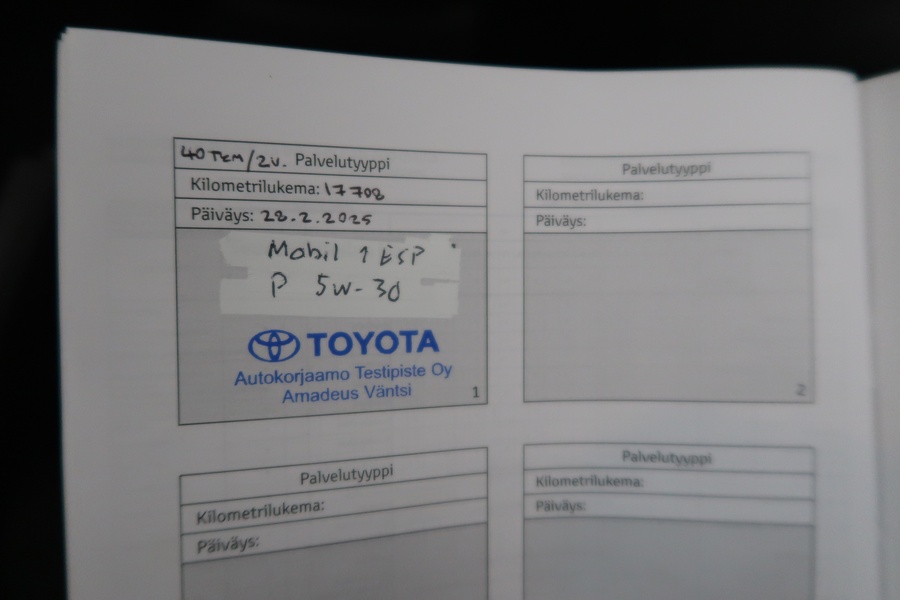 40 TKM/2V. Palvelutyyppi
Kilometrilukema: 17708
Päiväys: 28.2.2025
Mobil 1 ESP
P 5W-30
TOYOTA
Autokorjaamo Testipiste Oy
Amadeus Väntsi
1
Palvelutyyppi
Kilometrilukema:
Päiväys:
2
Palvelutyyppi
Kilometrilukema:
Päiväys:
Palvelutyyppi
Kilometrilukema:
Päiväys: